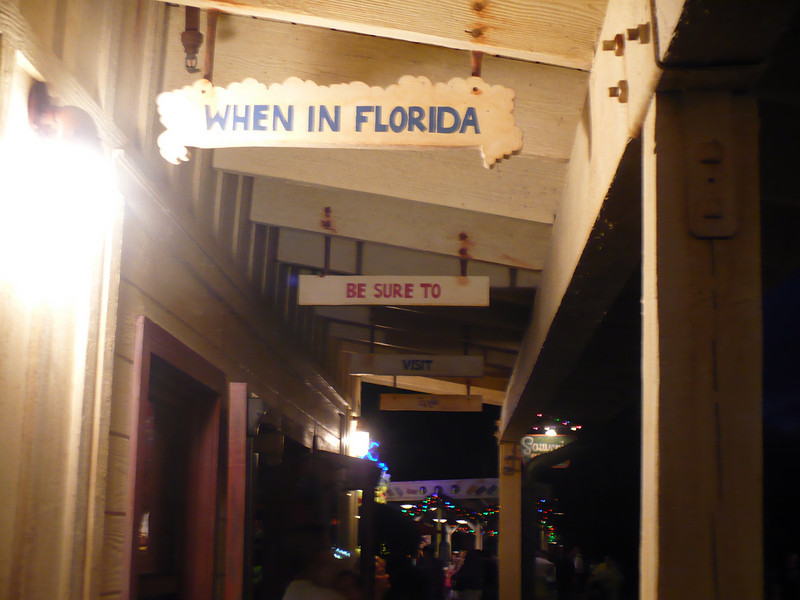 WHEN IN FLORIDA
BE SURE TO
VISIT